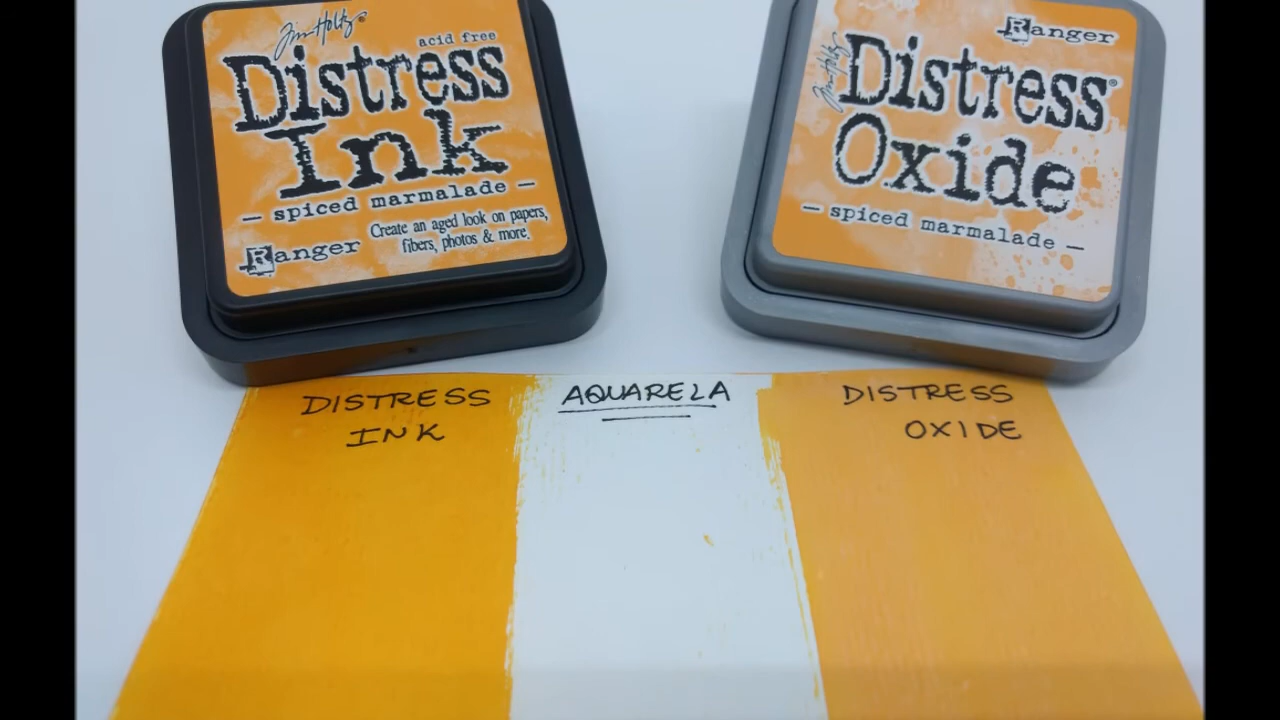 Tim Holtz®
acid free
Distress
Ink
— spiced marmalade —
Create an aged look on papers,
fibers, photos & more.
Ranger
Ranger
Tim Holtz
Distress®
Oxide
— spiced marmalade —
DISTRESS
INK
AQUARELA
DISTRESS
OXIDE